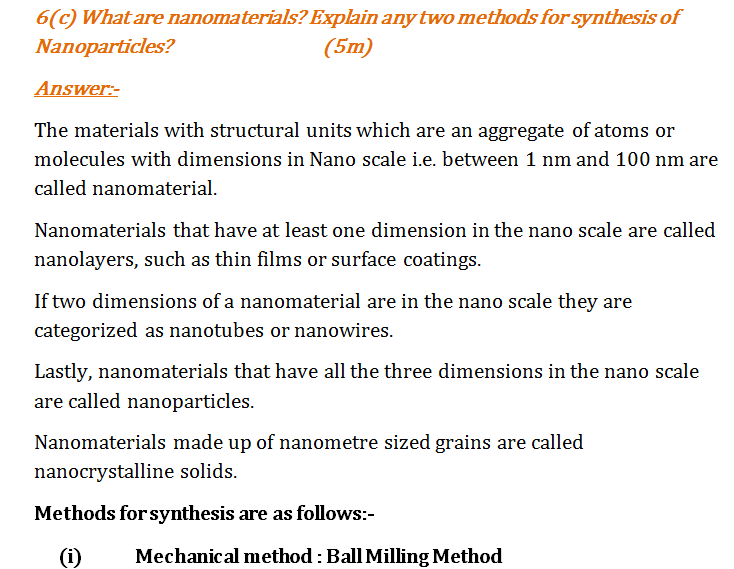 6(c) What are nanomaterials? Explain any two methods for synthesis of
Nanoparticles? (5m)
Answer:-
The materials with structural units which are an aggregate of atoms or
molecules with dimensions in Nano scale i.e. between 1 nm and 100 nm are
called nanomaterial.
Nanomaterials that have at least one dimension in the nano scale are called
nanolayers, such as thin films or surface coatings.
If two dimensions of a nanomaterial are in the nano scale they are
categorized as nanotubes or nanowires.
Lastly, nanomaterials that have all the three dimensions in the nano scale
are called nanoparticles.
Nanomaterials made up of nanometre sized grains are called
nanocrystalline solids.
Methods for synthesis are as follows:-
(i) Mechanical method : Ball Milling Method